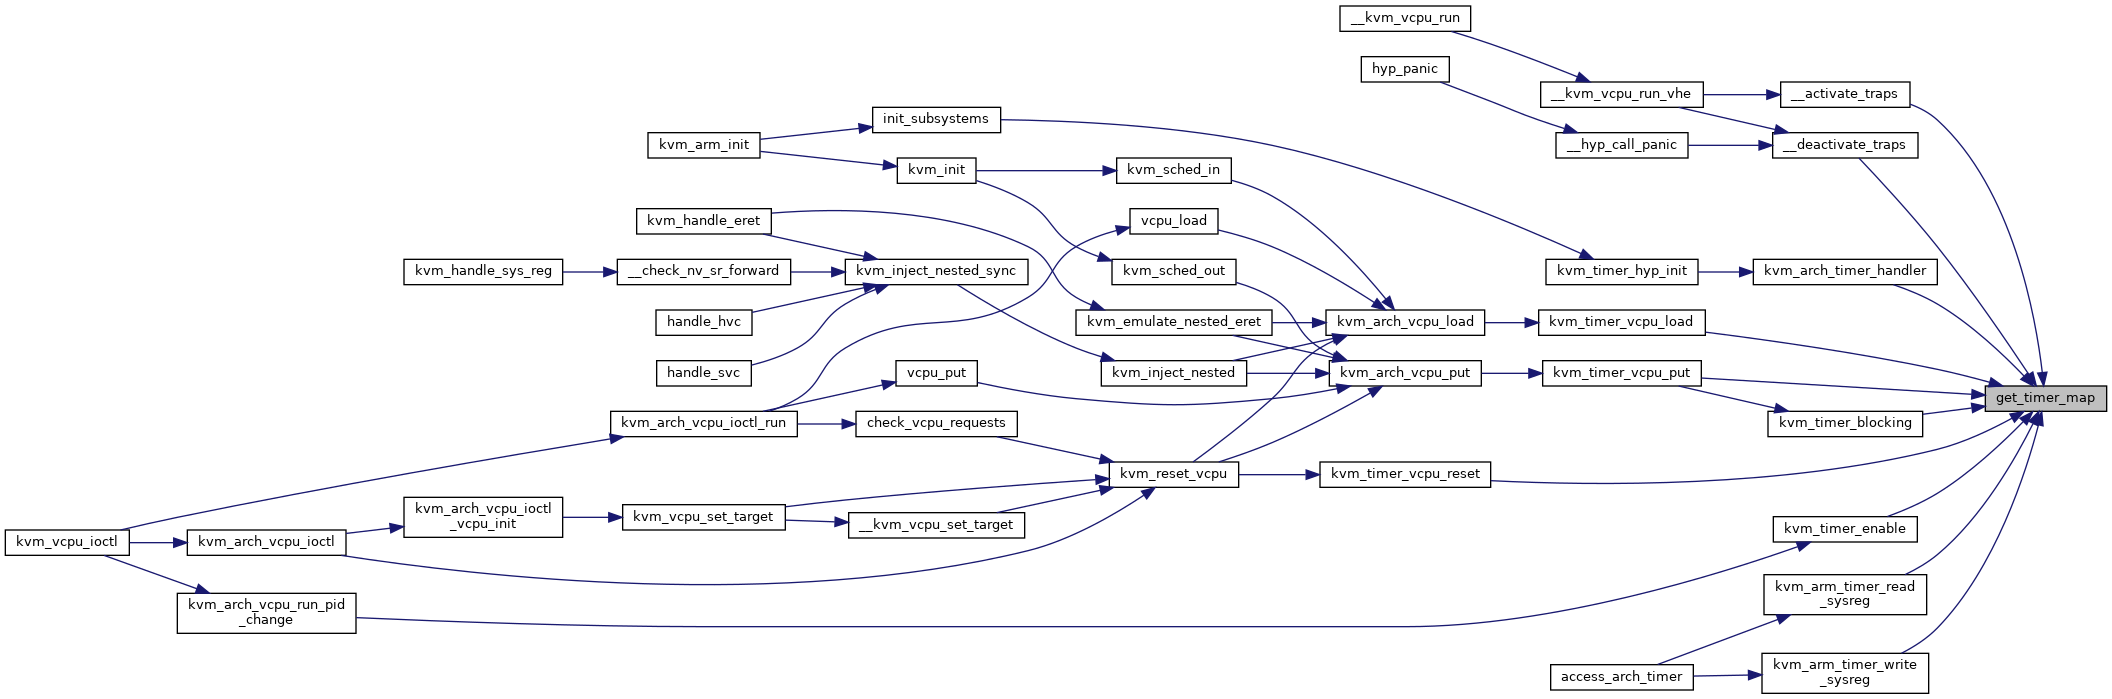 __kvm_vcpu_run
hyp_panic
__kvm_vcpu_run_vhe
__activate_traps
init_subsystems
kvm_arm_init
__hyp_call_panic
__deactivate_traps
kvm_init
kvm_sched_in
kvm_handle_eret
vcpu_load
kvm_handle_sys_reg
__check_nv_sr_forward
kvm_inject_nested_sync
kvm_sched_out
kvm_timer_hyp_init
kvm_arch_timer_handler
handle_hvc
kvm_emulate_nested_eret
kvm_arch_vcpu_load
kvm_timer_vcpu_load
handle_svc
vcpu_put
kvm_inject_nested
kvm_arch_vcpu_put
kvm_timer_vcpu_put
get_timer_map
kvm_arch_vcpu_ioctl_run
check_vcpu_requests
kvm_timer_blocking
kvm_reset_vcpu
kvm_timer_vcpu_reset
kvm_arch_vcpu_ioctl
_vcpu_init
kvm_vcpu_set_target
__kvm_vcpu_set_target
kvm_timer_enable
kvm_vcpu_ioctl
kvm_arch_vcpu_ioctl
kvm_arch_vcpu_run_pid
_change
kvm_arm_timer_read
_sysreg
access_arch_timer
kvm_arm_timer_write
_sysreg